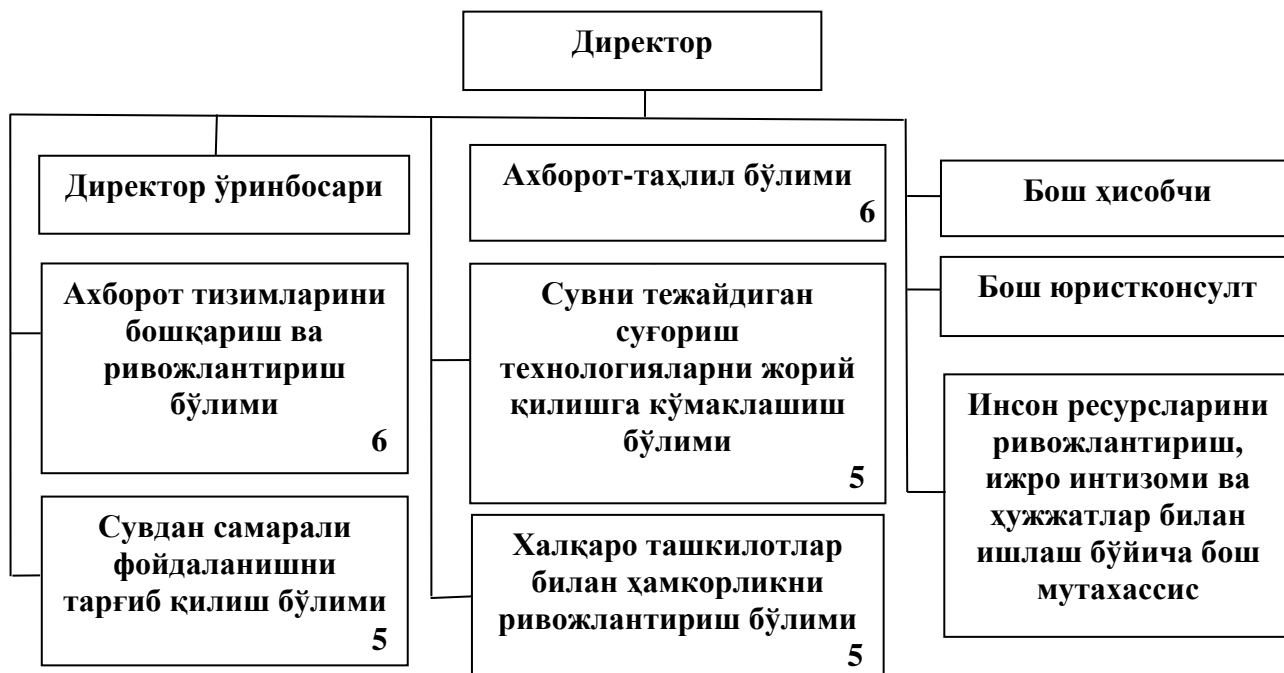 Директор
Директор ўринбосари
Ахборот-таҳлил бўлими
6
Бош ҳисобчи
Ахборот тизимларини
бошқариш ва
ривожлантириш
бўлими
6
Сувни тежайдиган
суғориш
технологияларни жорий
қилишга кўмаклашиш
бўлими
5
Бош юристконсулт
Инсон ресурсларини
ривожлантириш,
ижро интизоми ва
ҳужжатлар билан
ишлаш бўйича бош
мутахассис
Сувдан самарали
фойдаланишни
тарғиб қилиш бўлими
5
Халқаро ташкилотлар
билан ҳамкорликни
ривожлантириш бўлими
5